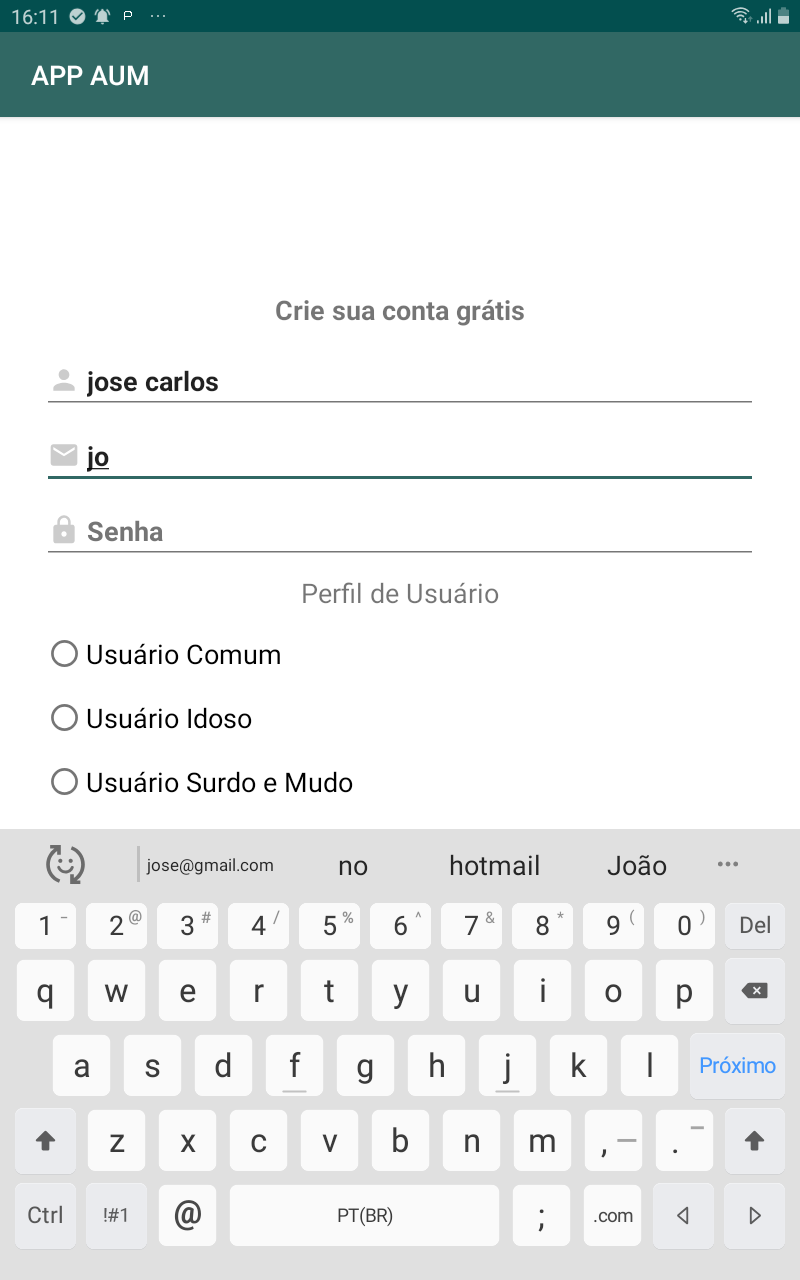 16:11
APP AUM
Crie sua conta grátis
jose carlos
jo
Senha
Perfil de Usuário
Usuário Comum
Usuário Idoso
Usuário Surdo e Mudo
jose@gmail.com no hotmail João ...
1 - 2 @ 3 # 4 / 5 % 6 ^ 7 & 8 * 9 ( 0 ) Del
q w e r t y u i o p
a s d f g h j k l Próximo
z x c v b n m , — . —
Ctrl !#1 @ PT(BR) ; .com